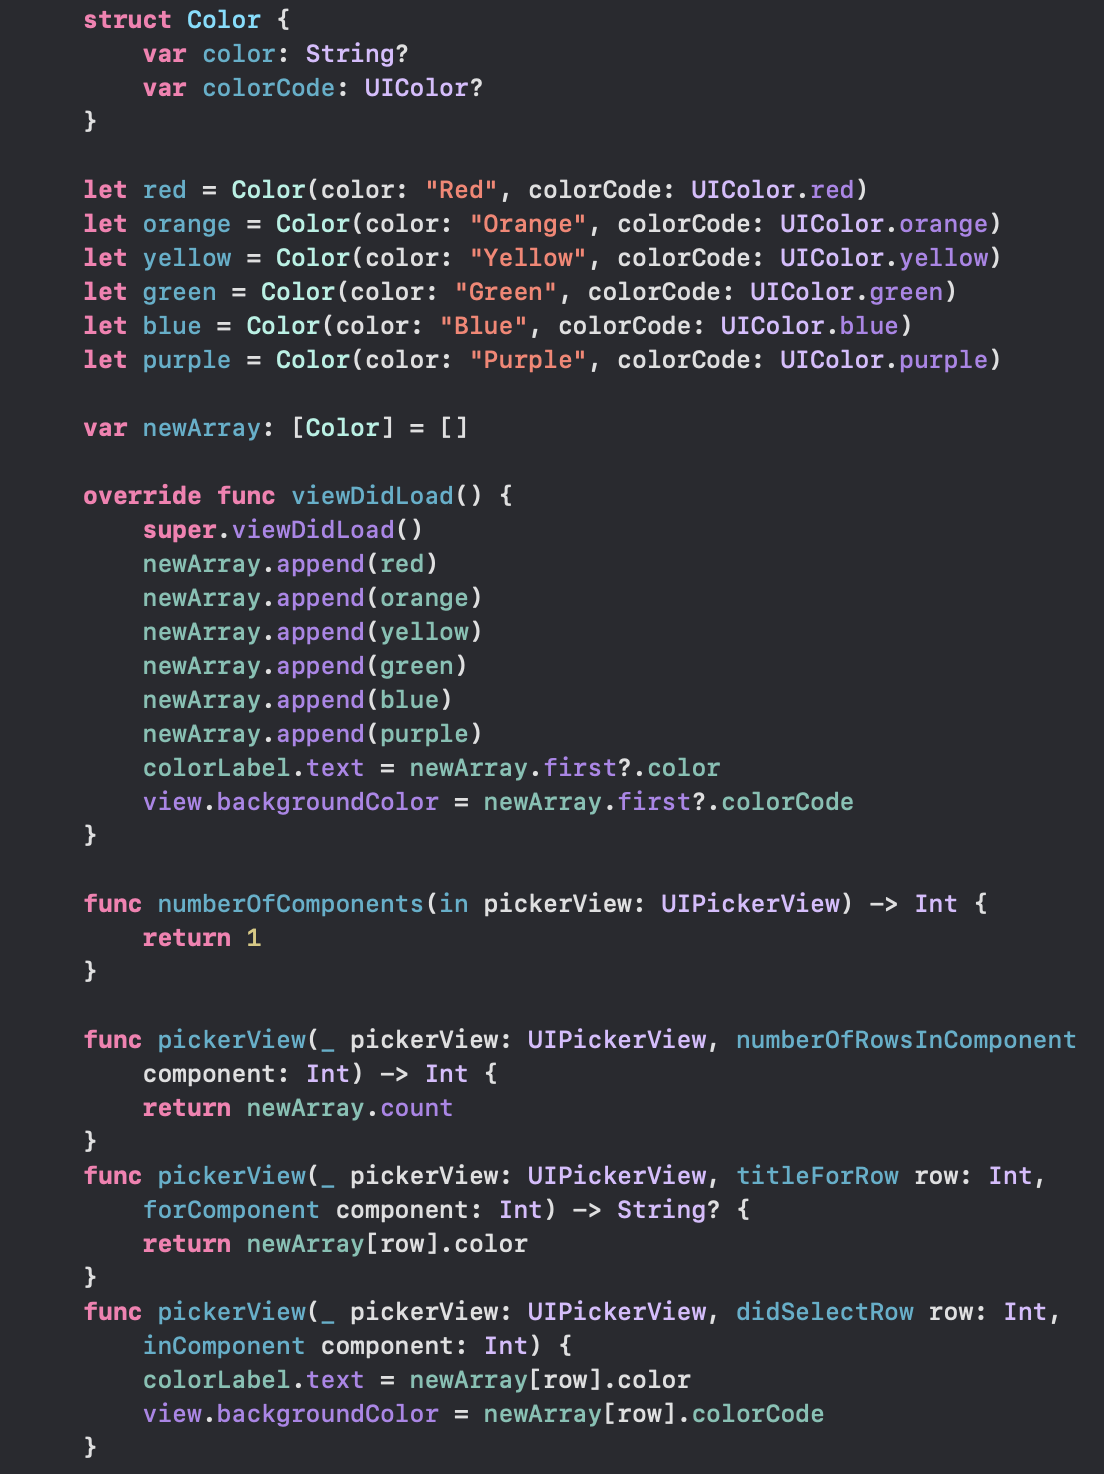 struct Color {
    var color: String?
    var colorCode: UIColor?
}

let red = Color(color: "Red", colorCode: UIColor.red)
let orange = Color(color: "Orange", colorCode: UIColor.orange)
let yellow = Color(color: "Yellow", colorCode: UIColor.yellow)
let green = Color(color: "Green", colorCode: UIColor.green)
let blue = Color(color: "Blue", colorCode: UIColor.blue)
let purple = Color(color: "Purple", colorCode: UIColor.purple)

var newArray: [Color] = []

override func viewDidLoad() {
    super.viewDidLoad()
    newArray.append(red)
    newArray.append(orange)
    newArray.append(yellow)
    newArray.append(green)
    newArray.append(blue)
    newArray.append(purple)
    colorLabel.text = newArray.first?.color
    view.backgroundColor = newArray.first?.colorCode
}

func numberOfComponents(in pickerView: UIPickerView) -> Int {
    return 1
}

func pickerView(_ pickerView: UIPickerView, numberOfRowsInComponent
    component: Int) -> Int {
    return newArray.count
}
func pickerView(_ pickerView: UIPickerView, titleForRow row: Int,
    forComponent component: Int) -> String? {
    return newArray[row].color
}
func pickerView(_ pickerView: UIPickerView, didSelectRow row: Int,
    inComponent component: Int) {
    colorLabel.text = newArray[row].color
    view.backgroundColor = newArray[row].colorCode
}